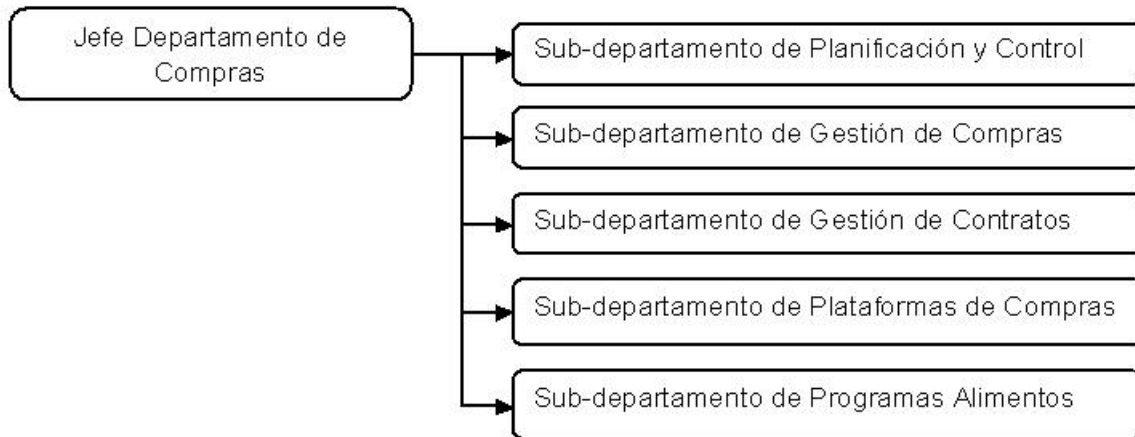 Jefe Departamento de
Compras
Sub-departamento de Planificación y Control
Sub-departamento de Gestión de Compras
Sub-departamento de Gestión de Contratos
Sub-departamento de Plataformas de Compras
Sub-departamento de Programas Alimentos